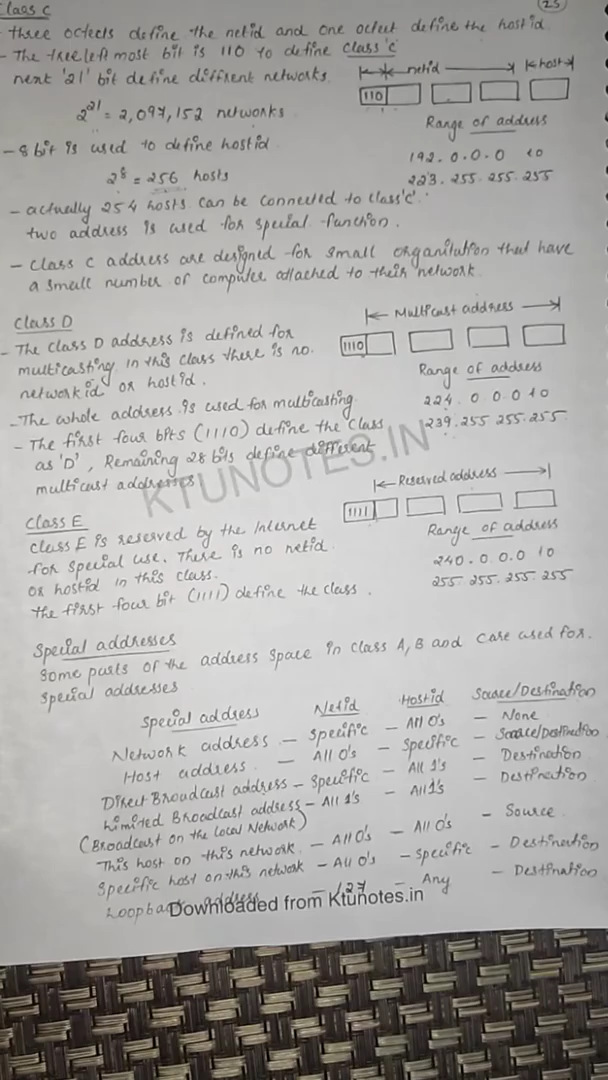 Class C
(25)
- three octects define the netid and one octect define the hostid.
- The three left most bit is 110 to define class 'C'
next '21' bit define diffrent networks.
netid host
110
2^21 = 2,097,152 networks
Range of address
- 8 bit is used to define hostid
192.0.0.0 to
2^8 = 256 hosts
223.255.255.255
- actually 254 hosts can be connected to class 'C'.
two address is used for special function.
- Class C address are designed for small organitation that have
a small number of computer attached to their network
Class D
Multicast address
- The class D address is defined for
1110
multicasting in this class there is no.
networkid or hostid.
Range of address
224.0.0.0 to
- The whole address is used for multicasting
239.255.255.255
- The first four bits (1110) define the class
as 'D', Remaining 28 bits define different
multicast addresses
KTUNOTES.IN
Reserved address
Class E
1111
Class E is reserved by the Internet
Range of address
for special use. There is no netid
240.0.0.0 to
or hostid in this class.
255.255.255.255
the first four bit (1111) define the class.
Special addresses
Some parts of the address space in class A, B and C are used for.
special addresses
Special address Netid Hostid Source/Destination
Network address - Specific - All 0's - None
Host address - All 0's - Specific - Source/Destination
Direct Broadcast address - Specific - All 1's - Destination
Limited Broadcast address - All 1's - All 1's - Destination
(Broadcast on the local Network)
This host on this network. - All 0's - All 0's - Source
Specific host on this network - All 0's - Specific - Destination
Loopback address - 127 - Any - Destination
Downloaded from Ktunotes.in